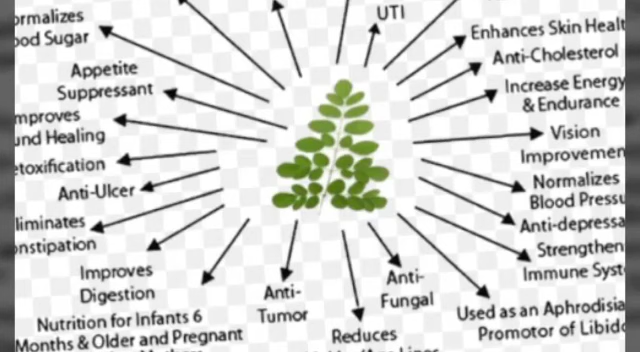 UTI
ormalizes
ood Sugar
Enhances Skin Healt
Anti-Cholesterol
Appetite
Suppressant
Increase Energy
& Endurance
mproves
und Healing
Vision
Improvemen
etoxification
Normalizes
Blood Pressu
Anti-Ulcer
Anti-depressa
liminates
onstipation
Strengthen
Immune Syst
Improves
Digestion
Anti-
Tumor
Anti-
Fungal
Used as an Aphrodisia
Promotor of Libido
Nutrition for Infants 6
Months & Older and Pregnant
Reduces